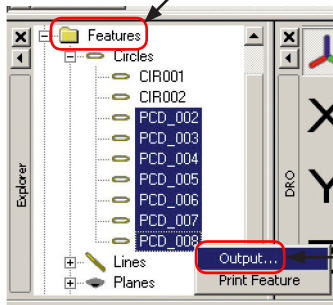 Features
Circles
CIR001
CIR002
PCD_002
PCD_003
PCD_004
PCD_005
PCD_006
PCD_007
PCD_008
Lines
Planes
Explorer
DRO
X
Y
Output...
Print Feature